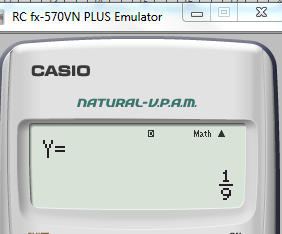 RC fx-570VN PLUS Emulator
CASIO
NATURAL-V.P.A.M.
D Math ▲
Y=
1
9